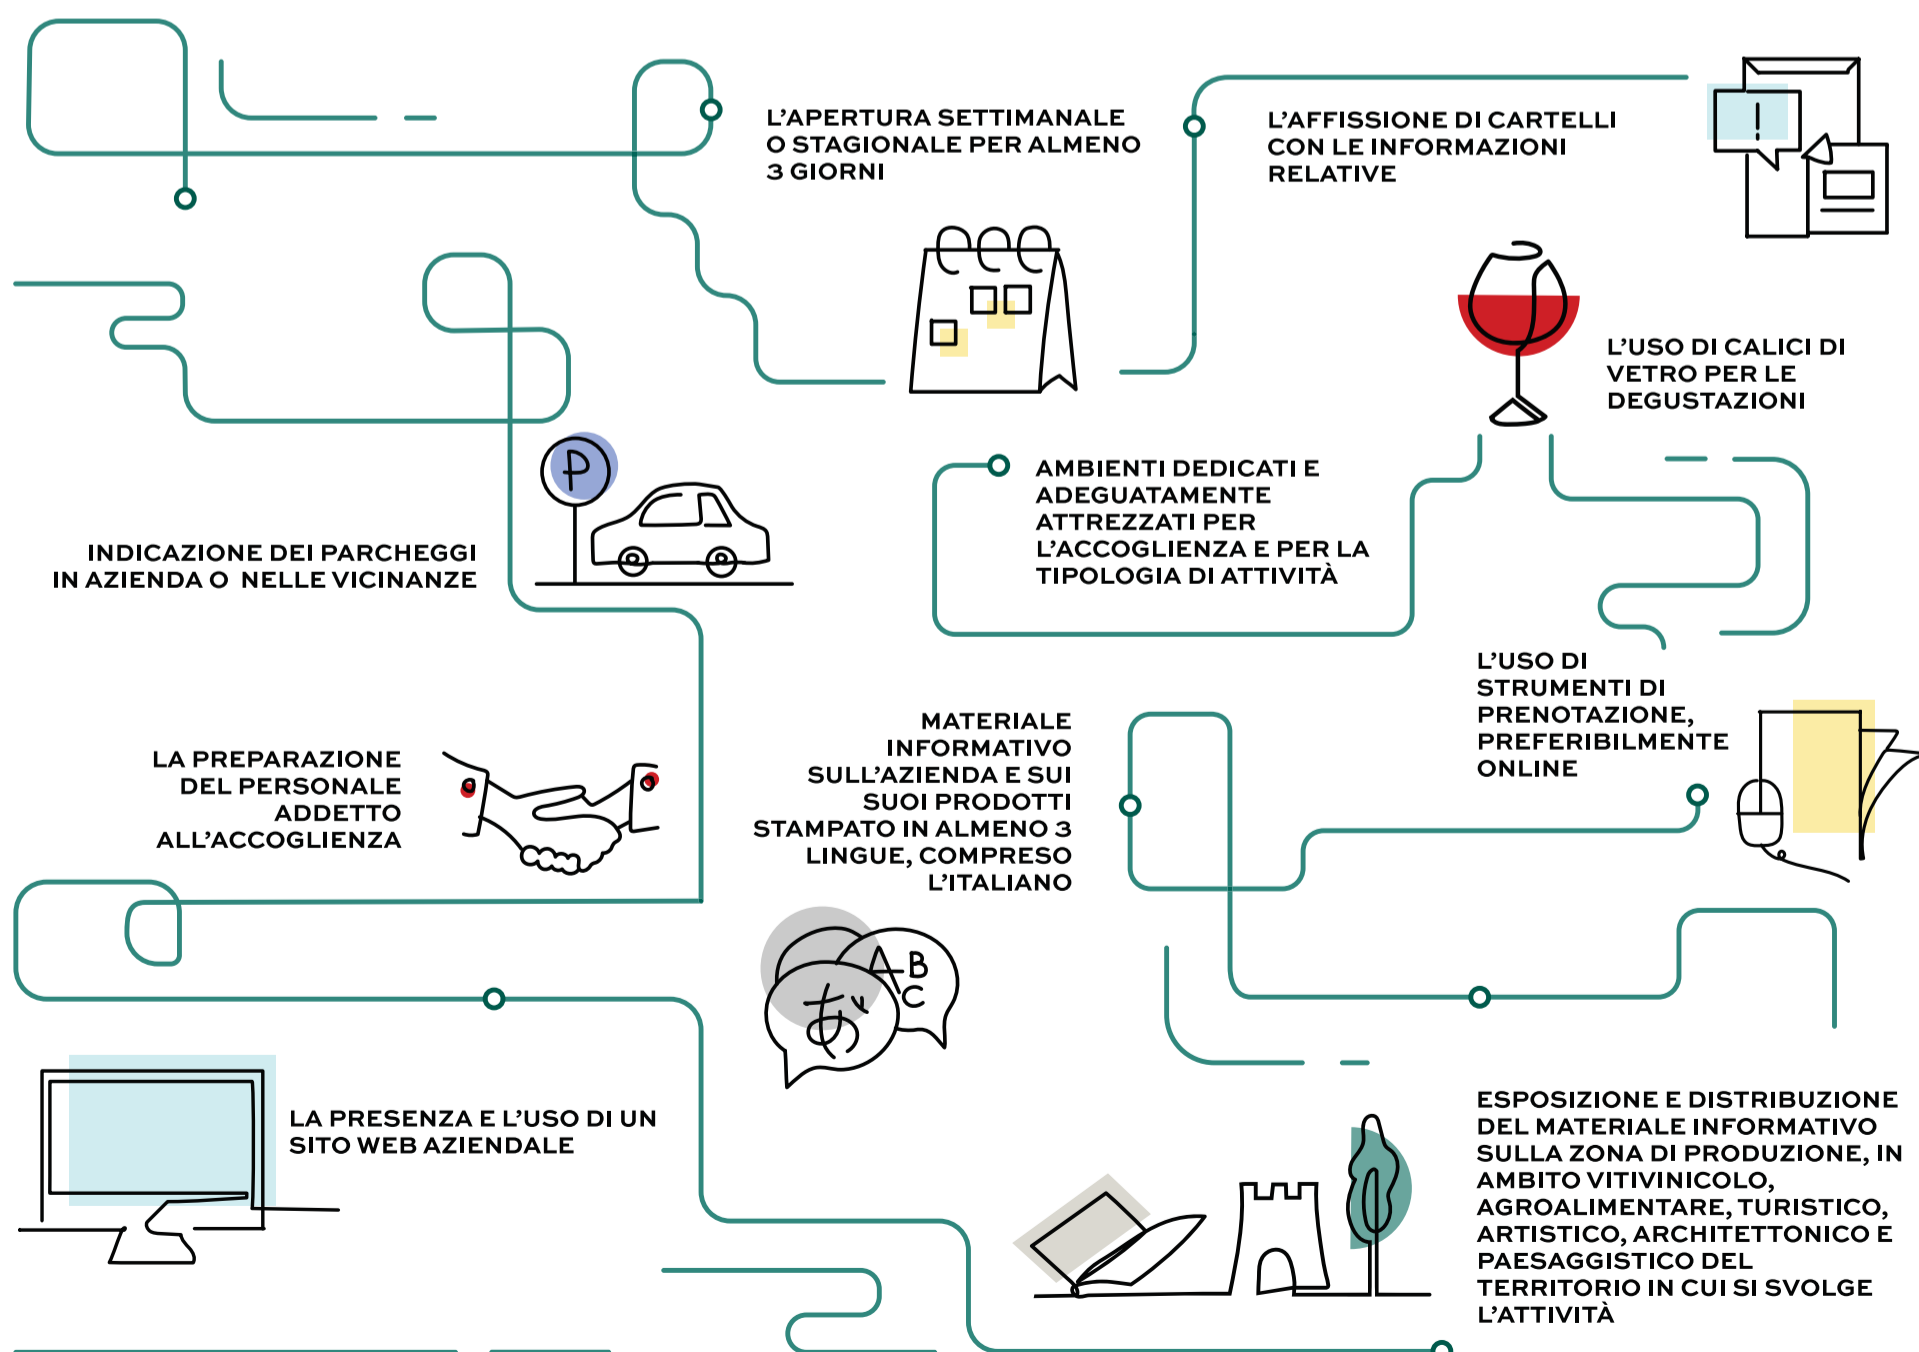 L'APERTURA SETTIMANALE
O STAGIONALE PER ALMENO
3 GIORNI
L'AFFISSIONE DI CARTELLI
CON LE INFORMAZIONI
RELATIVE
!
L'USO DI CALICI DI
VETRO PER LE
DEGUSTAZIONI
P
INDICAZIONE DEI PARCHEGGI
IN AZIENDA O NELLE VICINANZE
AMBIENTI DEDICATI E
ADEGUATAMENTE
ATTREZZATI PER
L'ACCOGLIENZA E PER LA
TIPOLOGIA DI ATTIVITÀ
L'USO DI
STRUMENTI DI
PRENOTAZIONE,
PREFERIBILMENTE
ONLINE
LA PREPARAZIONE
DEL PERSONALE
ADDETTO
ALL'ACCOGLIENZA
MATERIALE
INFORMATIVO
SULL'AZIENDA E SUI
SUOI PRODOTTI
STAMPATO IN ALMENO 3
LINGUE, COMPRESO
L'ITALIANO
A B
C
あ
LA PRESENZA E L'USO DI UN
SITO WEB AZIENDALE
ESPOSIZIONE E DISTRIBUZIONE
DEL MATERIALE INFORMATIVO
SULLA ZONA DI PRODUZIONE, IN
AMBITO VITIVINICOLO,
AGROALIMENTARE, TURISTICO,
ARTISTICO, ARCHITETTONICO E
PAESAGGISTICO DEL
TERRITORIO IN CUI SI SVOLGE
L'ATTIVITÀ